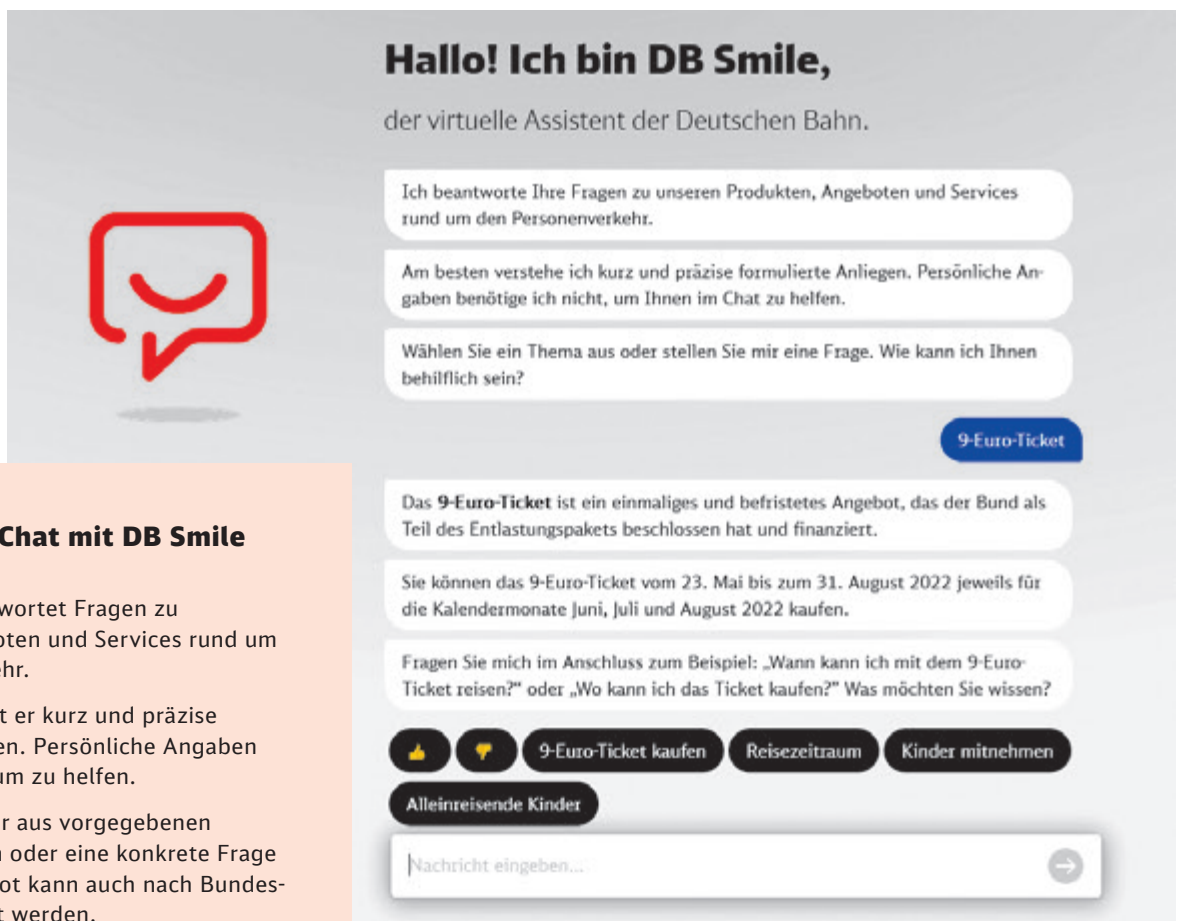 Hallo! Ich bin DB Smile,
der virtuelle Assistent der Deutschen Bahn.
Ich beantworte Ihre Fragen zu unseren Produkten, Angeboten und Services
rund um den Personenverkehr.
Am besten verstehe ich kurz und präzise formulierte Anliegen. Persönliche An-
gaben benötige ich nicht, um Ihnen im Chat zu helfen.
Wählen Sie ein Thema aus oder stellen Sie mir eine Frage. Wie kann ich Ihnen
behilflich sein?
9-Euro-Ticket
Das 9-Euro-Ticket ist ein einmaliges und befristetes Angebot, das der Bund als
Teil des Entlastungspakets beschlossen hat und finanziert.
Sie können das 9-Euro-Ticket vom 23. Mai bis zum 31. August 2022 jeweils für
die Kalendermonate Juni, Juli und August 2022 kaufen.
Fragen Sie mich im Anschluss zum Beispiel: „Wann kann ich mit dem 9-Euro-
Ticket reisen?" oder „Wo kann ich das Ticket kaufen?" Was möchten Sie wissen?
9-Euro-Ticket kaufen
Reisezeitraum
Kinder mitnehmen
Alleinreisende Kinder
Nachricht eingeben...
Chat mit DB Smile
wortet Fragen zu
oten und Services rund um
ehr.
t er kurz und präzise
en. Persönliche Angaben
um zu helfen.
r aus vorgegebenen
n oder eine konkrete Frage
ot kann auch nach Bundes-
t werden.